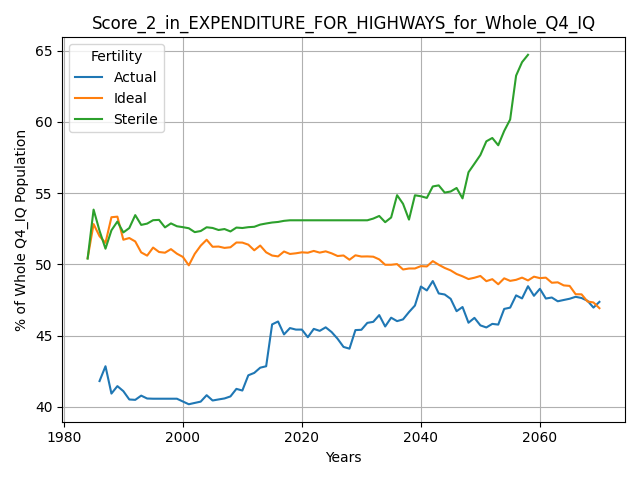 Score_2_in_EXPENDITURE_FOR_HIGHWAYS_for_Whole_Q4_IQ
65
60
55
50
45
40
% of Whole Q4_IQ Population
Fertility
Actual
Ideal
Sterile
1980
2000
2020
2040
2060
Years